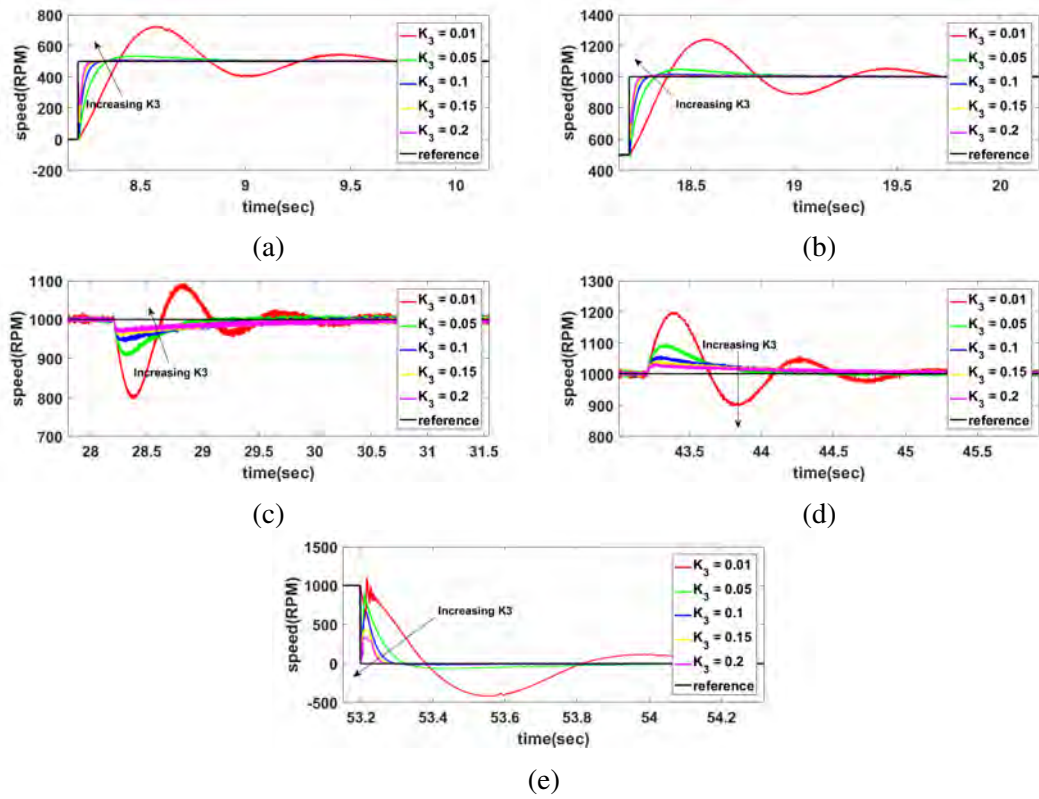 800
600
400
200
0
-200
speed(RPM)
Increasing K3
K3 = 0.01
K3 = 0.05
K3 = 0.1
K3 = 0.15
K3 = 0.2
reference
8.5 9 9.5 10
time(sec)
(a)
1400
1200
1000
800
600
400
speed(RPM)
Increasing K3
K3 = 0.01
K3 = 0.05
K3 = 0.1
K3 = 0.15
K3 = 0.2
reference
18.5 19 19.5 20
time(sec)
(b)
1100
1000
900
800
700
speed(RPM)
Increasing K3
K3 = 0.01
K3 = 0.05
K3 = 0.1
K3 = 0.15
K3 = 0.2
reference
28 28.5 29 29.5 30 30.5 31 31.5
time(sec)
(c)
1300
1200
1100
1000
900
800
speed(RPM)
Increasing K3
K3 = 0.01
K3 = 0.05
K3 = 0.1
K3 = 0.15
K3 = 0.2
reference
43.5 44 44.5 45 45.5
time(sec)
(d)
1500
1000
500
0
-500
speed(RPM)
Increasing K3
K3 = 0.01
K3 = 0.05
K3 = 0.1
K3 = 0.15
K3 = 0.2
reference
53.2 53.4 53.6 53.8 54 54.2
time(sec)
(e)